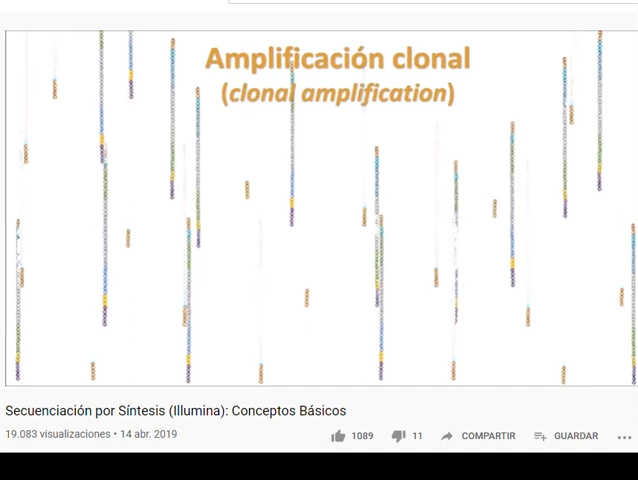 Amplificación clonal
(clonal amplification)
Secuenciación por Síntesis (Illumina): Conceptos Básicos
19.083 visualizaciones • 14 abr. 2019
1089
11
COMPARTIR
GUARDAR